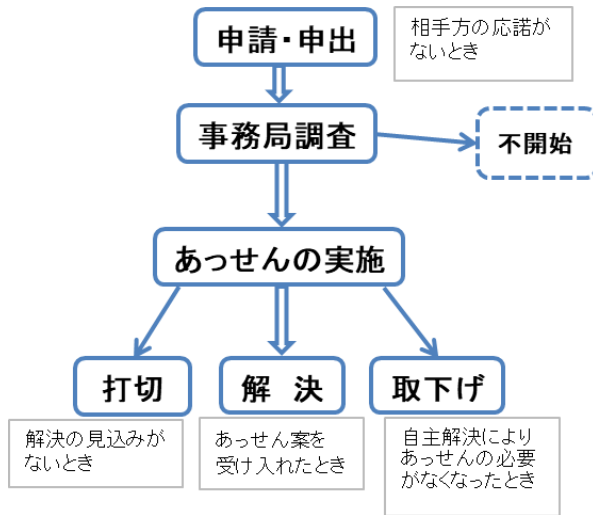 申請・申出
相手方の応諾が
ないとき
事務局調査
不開始
あっせんの実施
打切
解　決
取下げ
解決の見込みが
ないとき
あっせん案を
受け入れたとき
自主解決により
あっせんの必要
がなくなったとき